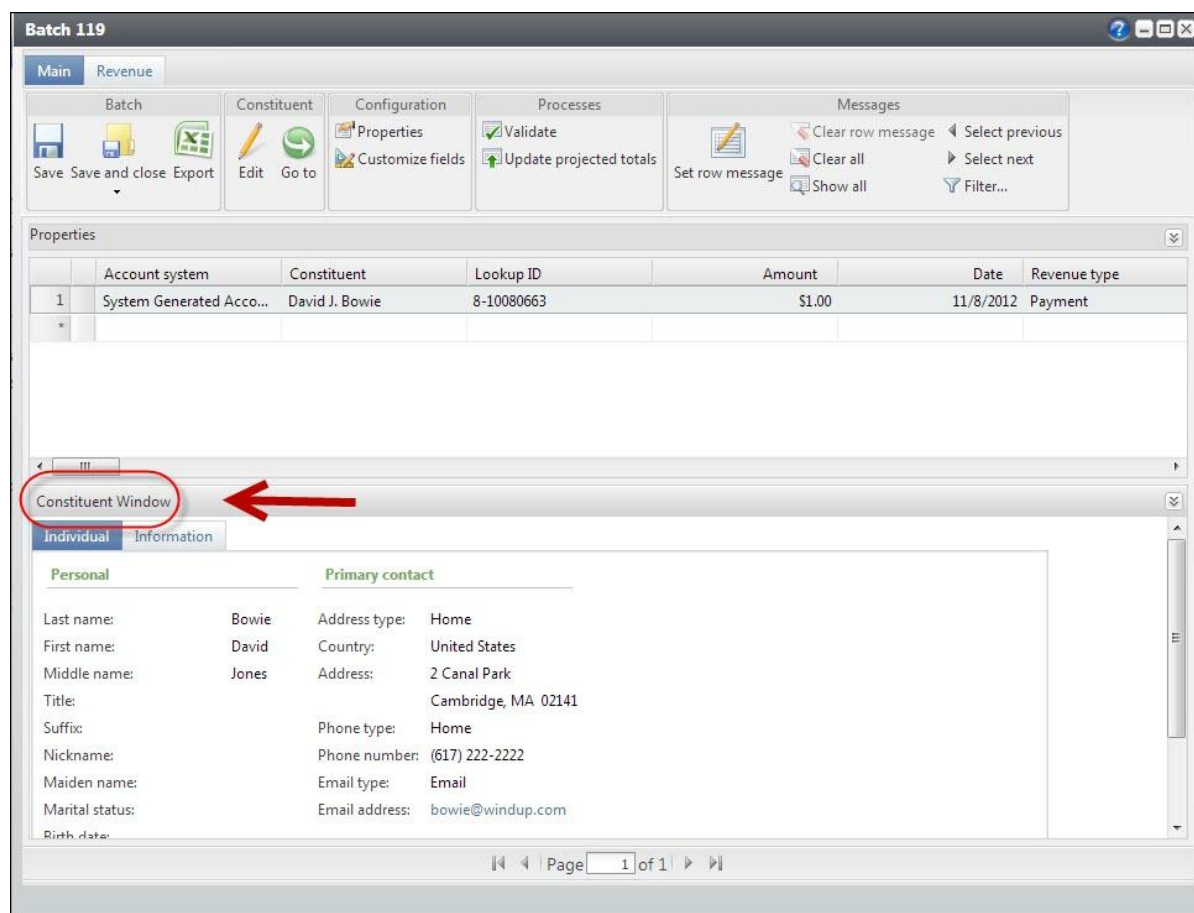 Batch 119
Main Revenue
Batch Constituent Configuration Processes Messages
Properties Validate Clear row message Select previous
Customize fields Update projected totals Clear all Select next
Save Save and close Export Edit Go to Set row message Show all Filter...
Properties
Account system Constituent Lookup ID Amount Date Revenue type
1 System Generated Acco... David J. Bowie 8-10080663 $1.00 11/8/2012 Payment
*
Constituent Window
Individual Information
Personal Primary contact
Last name: Bowie Address type: Home
First name: David Country: United States
Middle name: Jones Address: 2 Canal Park
Title: Cambridge, MA 02141
Suffix: Phone type: Home
Nickname: Phone number: (617) 222-2222
Maiden name: Email type: Email
Marital status: Email address: bowie@windup.com
Birth date:
Page 1 of 1